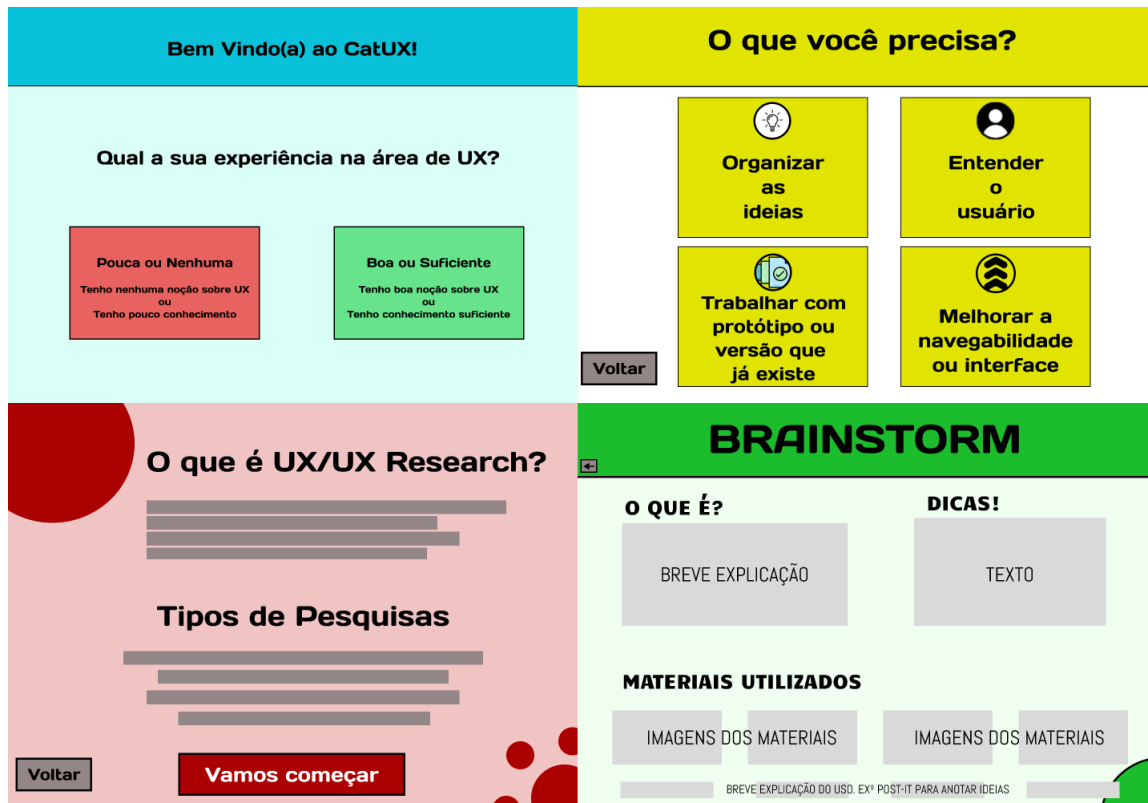 Bem Vindo(a) ao CatUX!
Qual a sua experiência na área de UX?
Pouca ou Nenhuma
Tenho nenhuma noção sobre UX
ou
Tenho pouco conhecimento
Boa ou Suficiente
Tenho boa noção sobre UX
ou
Tenho conhecimento suficiente
O que você precisa?
Organizar
as
ideias
Entender
o
usuário
Trabalhar com
protótipo ou
versão que
já existe
Melhorar a
navegabilidade
ou interface
Voltar
O que é UX/UX Research?
Tipos de Pesquisas
Voltar
Vamos começar
BRAINSTORM
O QUE É?
BREVE EXPLICAÇÃO
DICAS!
TEXTO
MATERIAIS UTILIZADOS
IMAGENS DOS MATERIAIS
IMAGENS DOS MATERIAIS
BREVE EXPLICAÇÃO DO USO. EXº POST-IT PARA ANOTAR IDEIAS